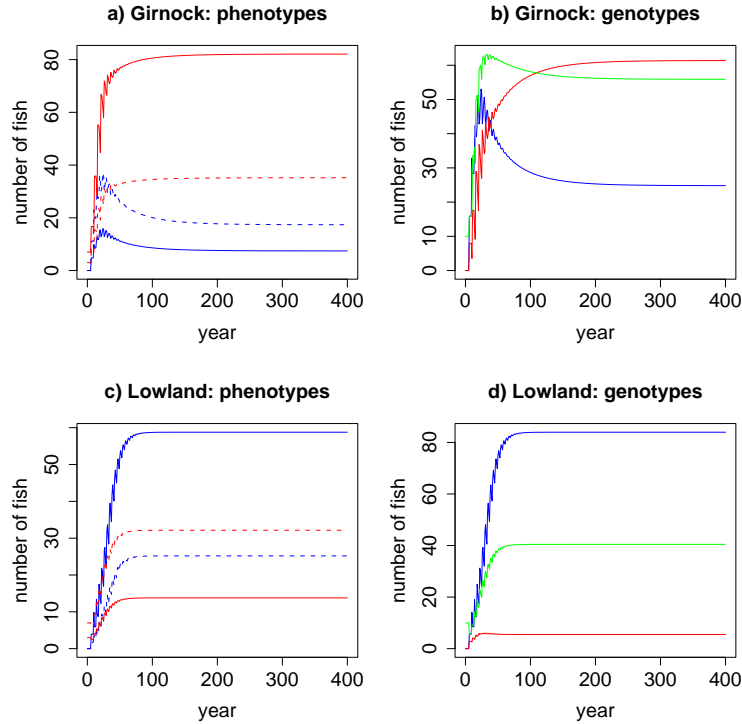 a) Girnock: phenotypes
number of fish
0 20 40 60 80
0 100 200 300 400
year
b) Girnock: genotypes
number of fish
0 10 30 50
0 100 200 300 400
year
c) Lowland: phenotypes
number of fish
0 10 30 50
0 100 200 300 400
year
d) Lowland: genotypes
number of fish
0 20 40 60 80
0 100 200 300 400
year